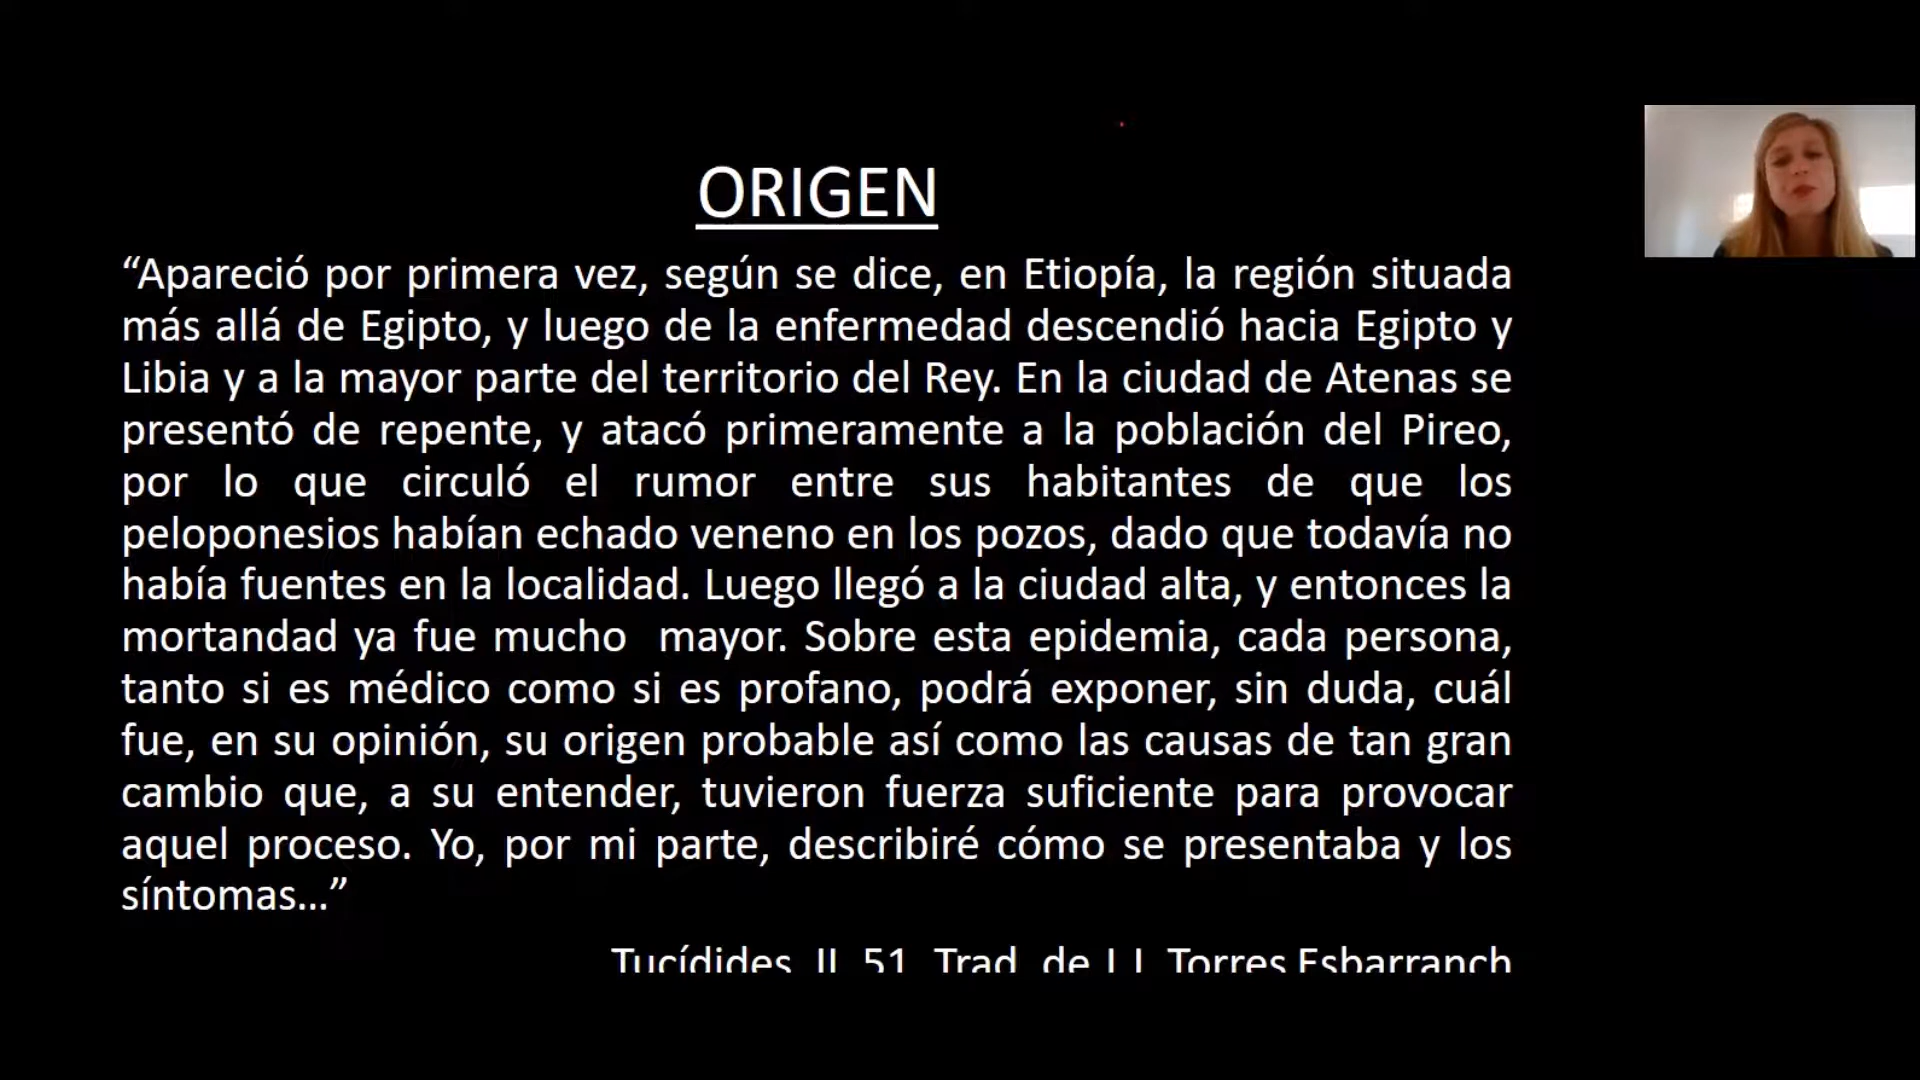 ORIGEN
“Apareció por primera vez, según se dice, en Etiopía, la región situada
más allá de Egipto, y luego de la enfermedad descendió hacia Egipto y
Libia y a la mayor parte del territorio del Rey. En la ciudad de Atenas se
presentó de repente, y atacó primeramente a la población del Pireo,
por lo que circuló el rumor entre sus habitantes de que los
peloponesios habían echado veneno en los pozos, dado que todavía no
había fuentes en la localidad. Luego llegó a la ciudad alta, y entonces la
mortandad ya fue mucho mayor. Sobre esta epidemia, cada persona,
tanto si es médico como si es profano, podrá exponer, sin duda, cuál
fue, en su opinión, su origen probable así como las causas de tan gran
cambio que, a su entender, tuvieron fuerza suficiente para provocar
aquel proceso. Yo, por mi parte, describiré cómo se presentaba y los
síntomas...”
Tucídides, II, 51, Trad. de J.J. Torres Esbarranch